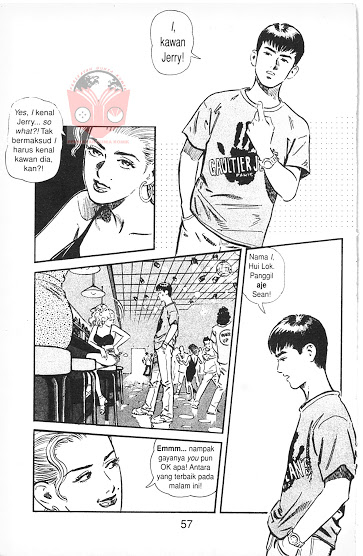 I,
kawan
Jerry!
Yes, I kenal
Jerry... so
what?! Tak
bermaksud I
harus kenal
kawan dia,
kan?!
GAULTIER JE
Nama I,
Hui Lok.
Panggil
aje
Sean!
Emmm... nampak
gayanya you pun
OK apa! Antara
yang terbaik pada
malam ini!
57